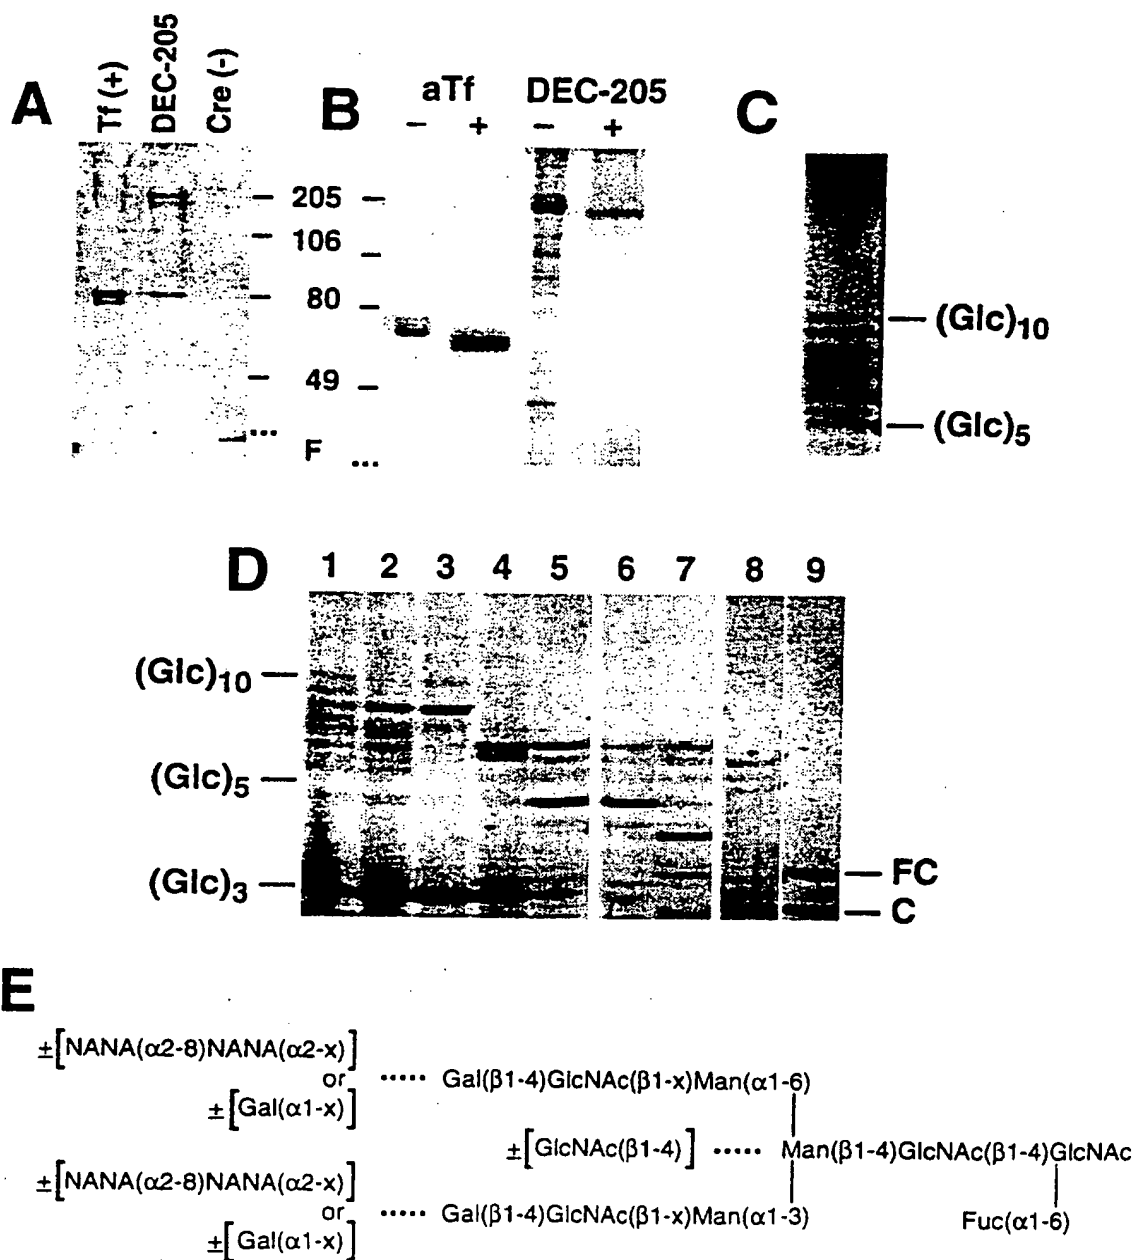 A
Tf (+)
DEC-205
Cre (-)
205
106
80
49
F
B
aTf
DEC-205
− + − +
C
(Glc)10
(Glc)5
D
1 2 3 4 5 6 7 8 9
(Glc)10
(Glc)5
(Glc)3
FC
C
E
±[NANA(α2-8)NANA(α2-x)]
or ····· Gal(β1-4)GlcNAc(β1-x)Man(α1-6)
±[Gal(α1-x)]
±[GlcNAc(β1-4)] ····· Man(β1-4)GlcNAc(β1-4)GlcNAc
±[NANA(α2-8)NANA(α2-x)]
or ····· Gal(β1-4)GlcNAc(β1-x)Man(α1-3)
Fuc(α1-6)
±[Gal(α1-x)]